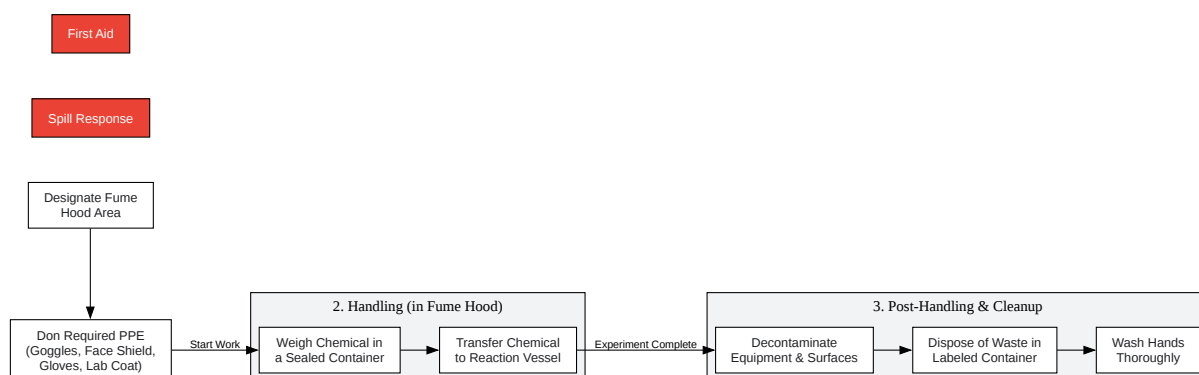 First Aid
Spill Response
Designate Fume
Hood Area
Don Required PPE
(Goggles, Face Shield,
Gloves, Lab Coat)
Start Work
2. Handling (in Fume Hood)
Weigh Chemical in
a Sealed Container
Transfer Chemical
to Reaction Vessel
Experiment Complete
3. Post-Handling & Cleanup
Decontaminate
Equipment & Surfaces
Dispose of Waste in
Labeled Container
Wash Hands
Thoroughly